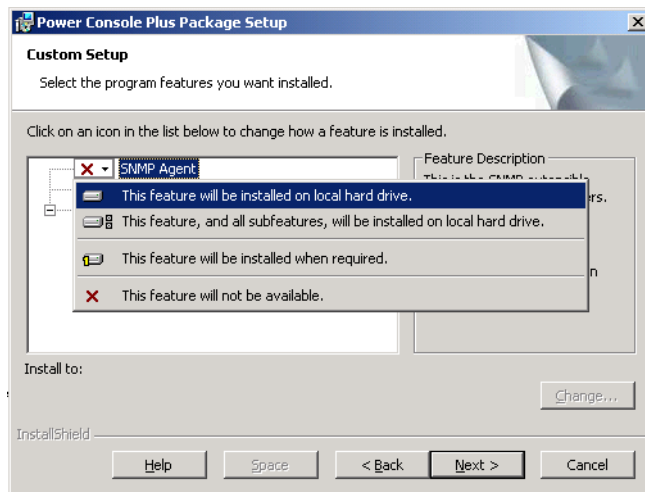 Power Console Plus Package Setup
Custom Setup
Select the program features you want installed.
Click on an icon in the list below to change how a feature is installed.
SNMP Agent
Feature Description
This feature will be installed on local hard drive.
rs.
This feature, and all subfeatures, will be installed on local hard drive.
This feature will be installed when required.
n
This feature will not be available.
Install to:
Change...
InstallShield
Help
Space
< Back
Next >
Cancel